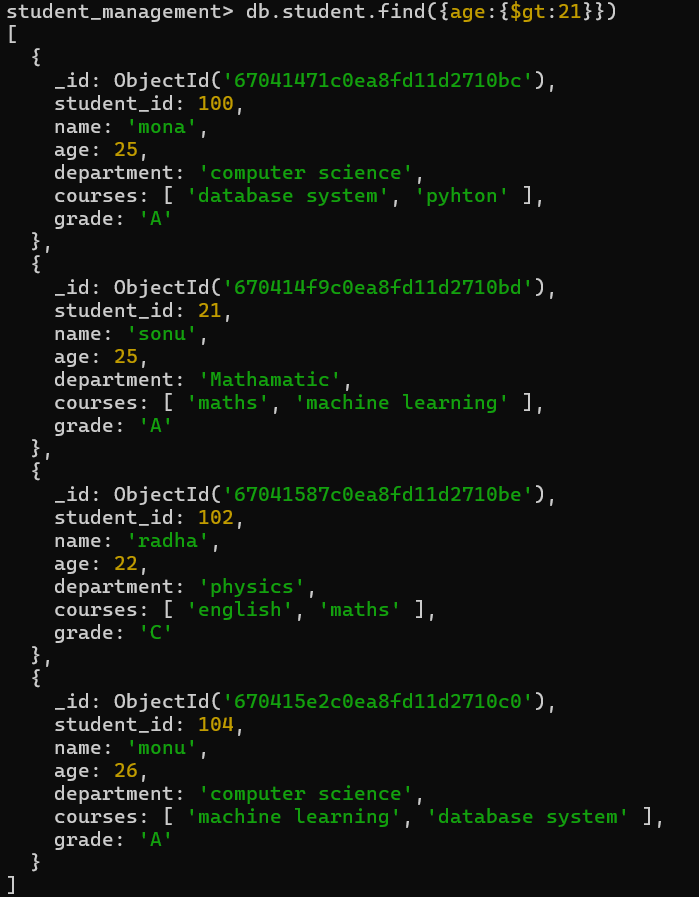 student_management> db.student.find({age:{$gt:21}})
[
  {
    _id: ObjectId('67041471c0ea8fd11d2710bc'),
    student_id: 100,
    name: 'mona',
    age: 25,
    department: 'computer science',
    courses: [ 'database system', 'pyhton' ],
    grade: 'A'
  },
  {
    _id: ObjectId('670414f9c0ea8fd11d2710bd'),
    student_id: 21,
    name: 'sonu',
    age: 25,
    department: 'Mathamatic',
    courses: [ 'maths', 'machine learning' ],
    grade: 'A'
  },
  {
    _id: ObjectId('67041587c0ea8fd11d2710be'),
    student_id: 102,
    name: 'radha',
    age: 22,
    department: 'physics',
    courses: [ 'english', 'maths' ],
    grade: 'C'
  },
  {
    _id: ObjectId('670415e2c0ea8fd11d2710c0'),
    student_id: 104,
    name: 'monu',
    age: 26,
    department: 'computer science',
    courses: [ 'machine learning', 'database system' ],
    grade: 'A'
  }
]